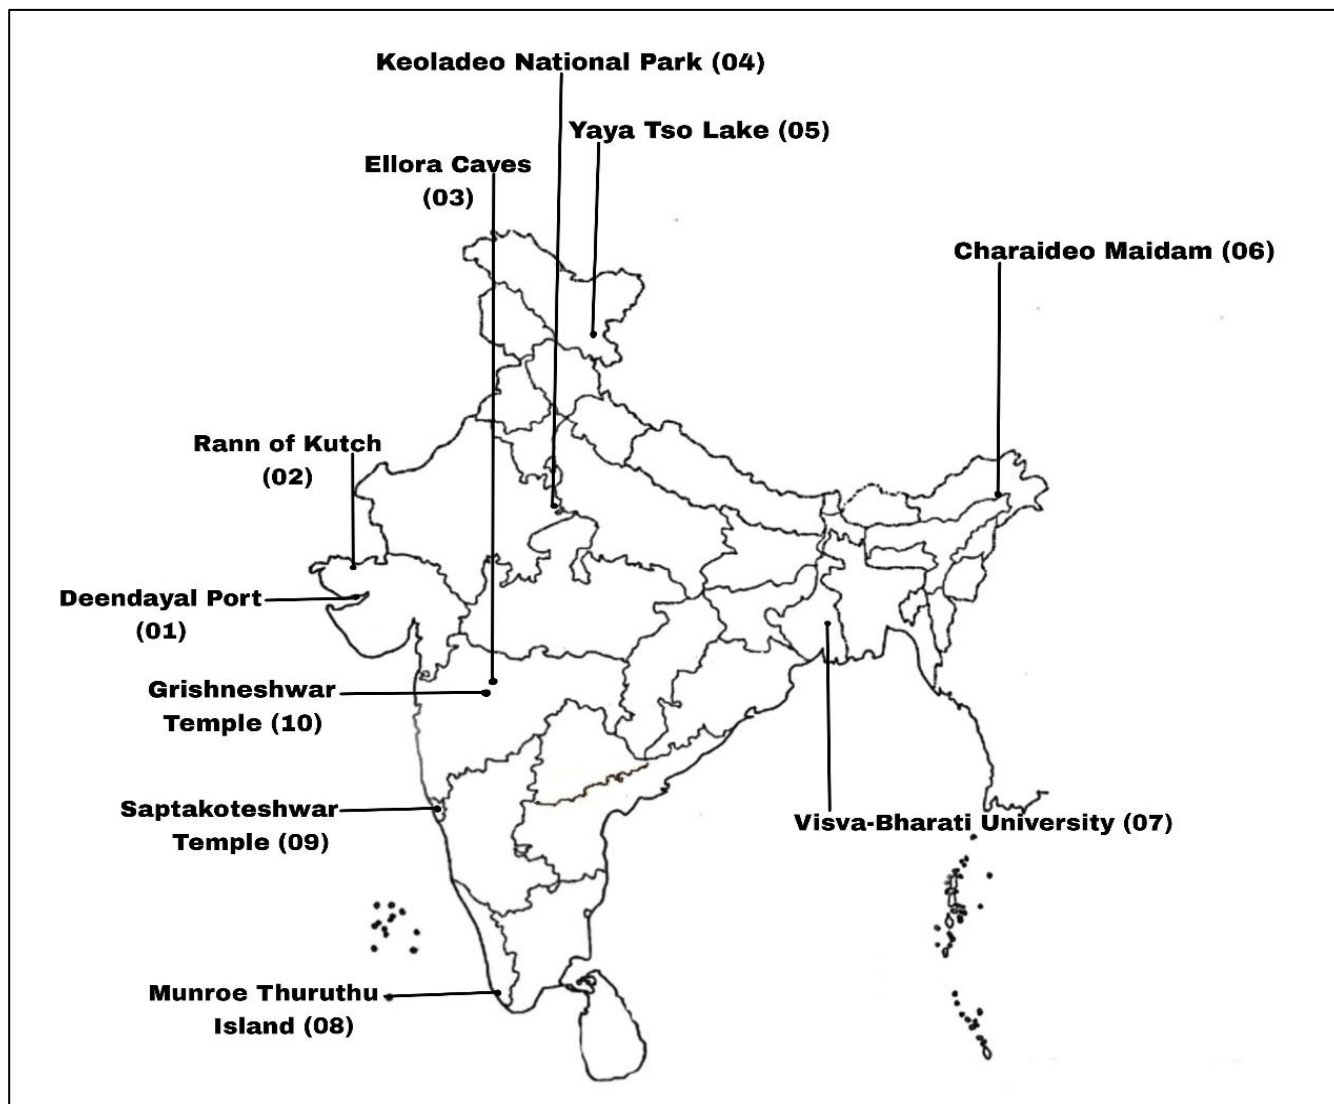 Keoladeo National Park (04)
Yaya Tso Lake (05)
Ellora Caves
(03)
Charaideo Maidam (06)
Rann of Kutch
(02)
Deendayal Port
(01)
Grishneshwar
Temple (10)
Saptakoteshwar
Temple (09)
Visva-Bharati University (07)
Munroe Thuruthu
Island (08)